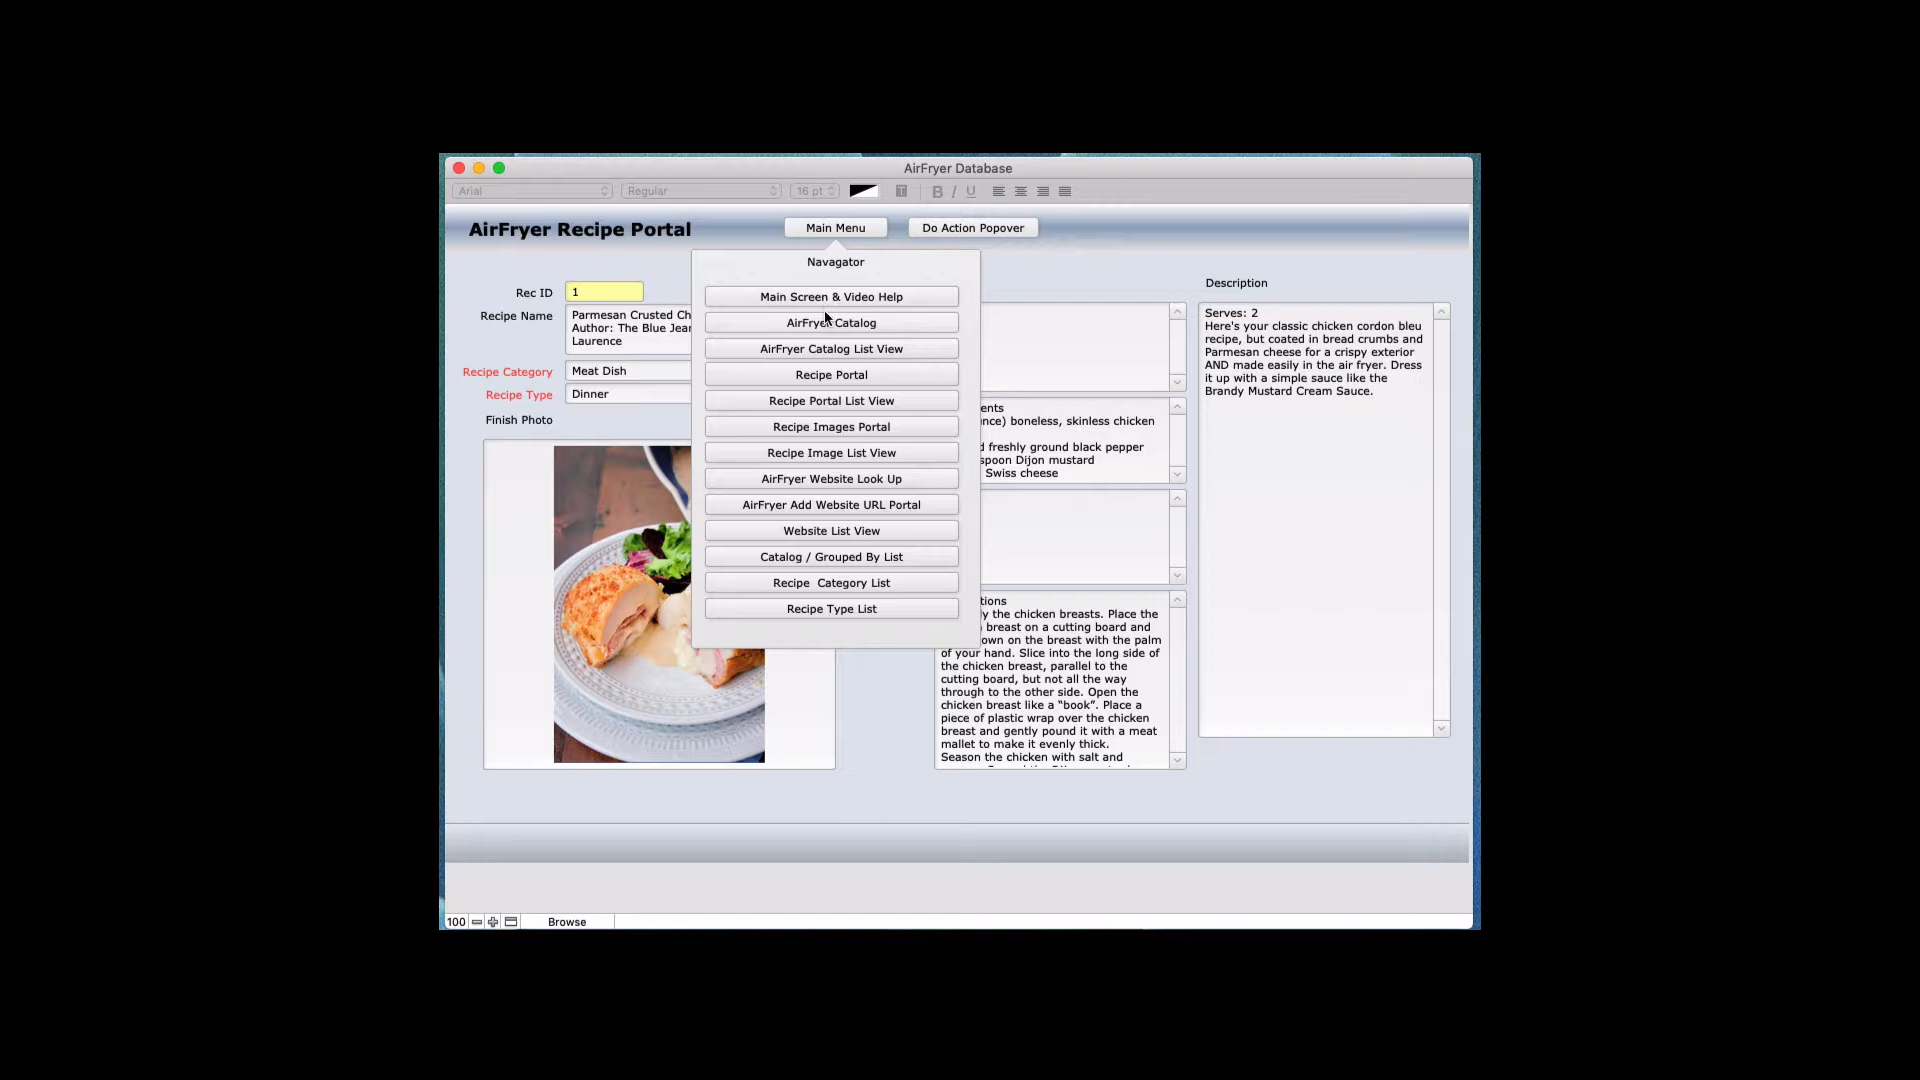 AirFryer Database
Arial
Regular
16 pt
B I U
AirFryer Recipe Portal
Main Menu
Do Action Popover
Navagator
Main Screen & Video Help
AirFryer Catalog
AirFryer Catalog List View
Recipe Portal
Recipe Portal List View
Recipe Images Portal
Recipe Image List View
AirFryer Website Look Up
AirFryer Add Website URL Portal
Website List View
Catalog / Grouped By List
Recipe  Category List
Recipe Type List
Rec ID
1
Recipe Name
Parmesan Crusted Ch
Author: The Blue Jea
Laurence
Recipe Category
Meat Dish
Recipe Type
Dinner
Finish Photo
ents
nce) boneless, skinless chicken
d freshly ground black pepper
spoon Dijon mustard
Swiss cheese
tions
y the chicken breasts. Place the
breast on a cutting board and
own on the breast with the palm
of your hand. Slice into the long side of
the chicken breast, parallel to the
cutting board, but not all the way
through to the other side. Open the
chicken breast like a “book”. Place a
piece of plastic wrap over the chicken
breast and gently pound it with a meat
mallet to make it evenly thick.
Season the chicken with salt and
Description
Serves: 2
Here's your classic chicken cordon bleu
recipe, but coated in bread crumbs and
Parmesan cheese for a crispy exterior
AND made easily in the air fryer. Dress
it up with a simple sauce like the
Brandy Mustard Cream Sauce.
100
Browse